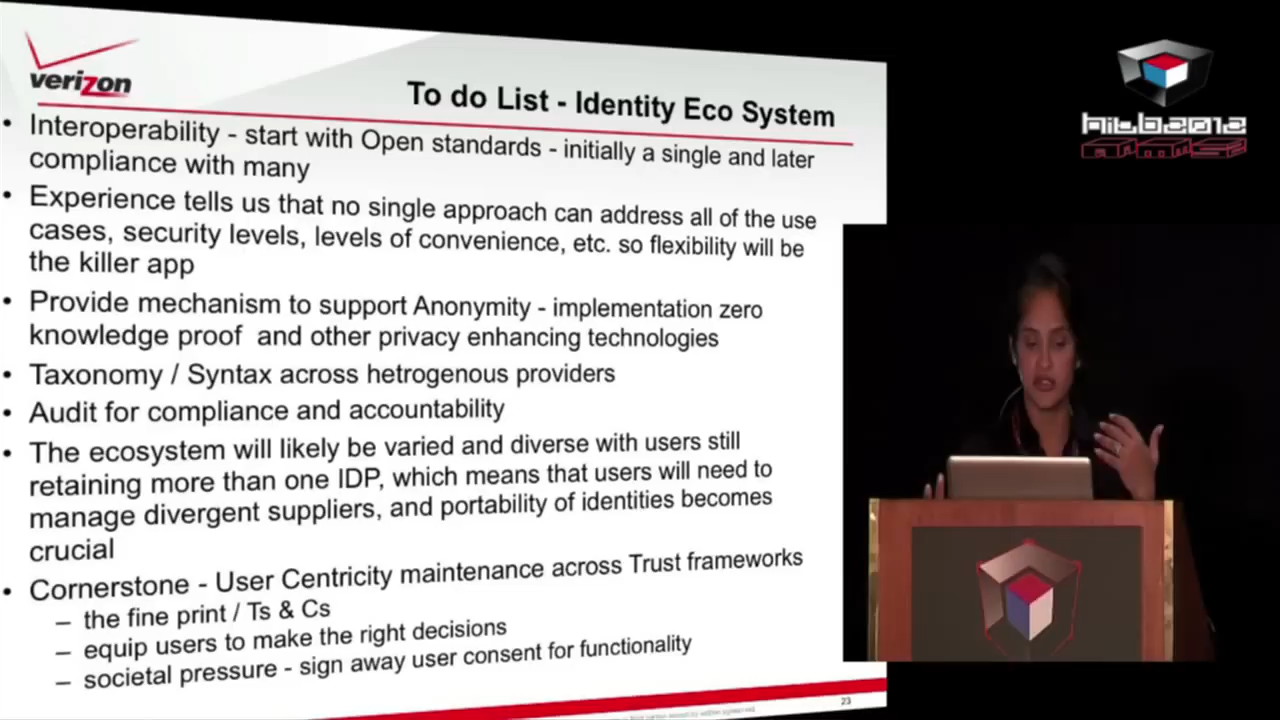 verizon
To do List - Identity Eco System
• Interoperability - start with Open standards - initially a single and later
compliance with many
• Experience tells us that no single approach can address all of the use
cases, security levels, levels of convenience, etc. so flexibility will be
the killer app
• Provide mechanism to support Anonymity - implementation zero
knowledge proof and other privacy enhancing technologies
• Taxonomy / Syntax across hetrogenous providers
• Audit for compliance and accountability
• The ecosystem will likely be varied and diverse with users still
retaining more than one IDP, which means that users will need to
manage divergent suppliers, and portability of identities becomes
crucial
• Cornerstone - User Centricity maintenance across Trust frameworks
– the fine print / Ts & Cs
– equip users to make the right decisions
– societal pressure - sign away user consent for functionality
23
hitb2012
ams